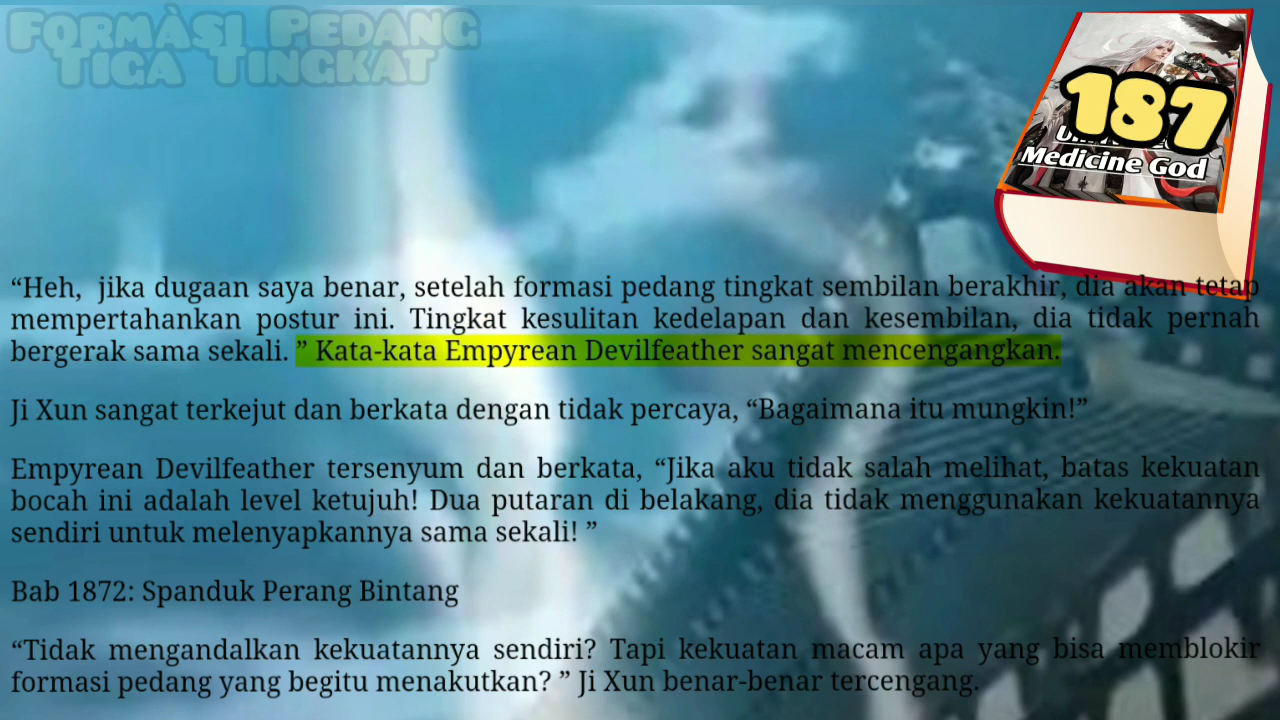 Formàsi Pedang
Tiga Tingkat
187
Medicine God
“Heh,  jika dugaan saya benar, setelah formasi pedang tingkat sembilan berakhir, dia akan tetap
mempertahankan postur ini. Tingkat kesulitan kedelapan dan kesembilan, dia tidak pernah
bergerak sama sekali. ” Kata-kata Empyrean Devilfeather sangat mencengangkan.
Ji Xun sangat terkejut dan berkata dengan tidak percaya, “Bagaimana itu mungkin!”
Empyrean Devilfeather tersenyum dan berkata, “Jika aku tidak salah melihat, batas kekuatan
bocah ini adalah level ketujuh! Dua putaran di belakang, dia tidak menggunakan kekuatannya
sendiri untuk melenyapkannya sama sekali! ”
Bab 1872: Spanduk Perang Bintang
“Tidak mengandalkan kekuatannya sendiri? Tapi kekuatan macam apa yang bisa memblokir
formasi pedang yang begitu menakutkan? ” Ji Xun benar-benar tercengang.